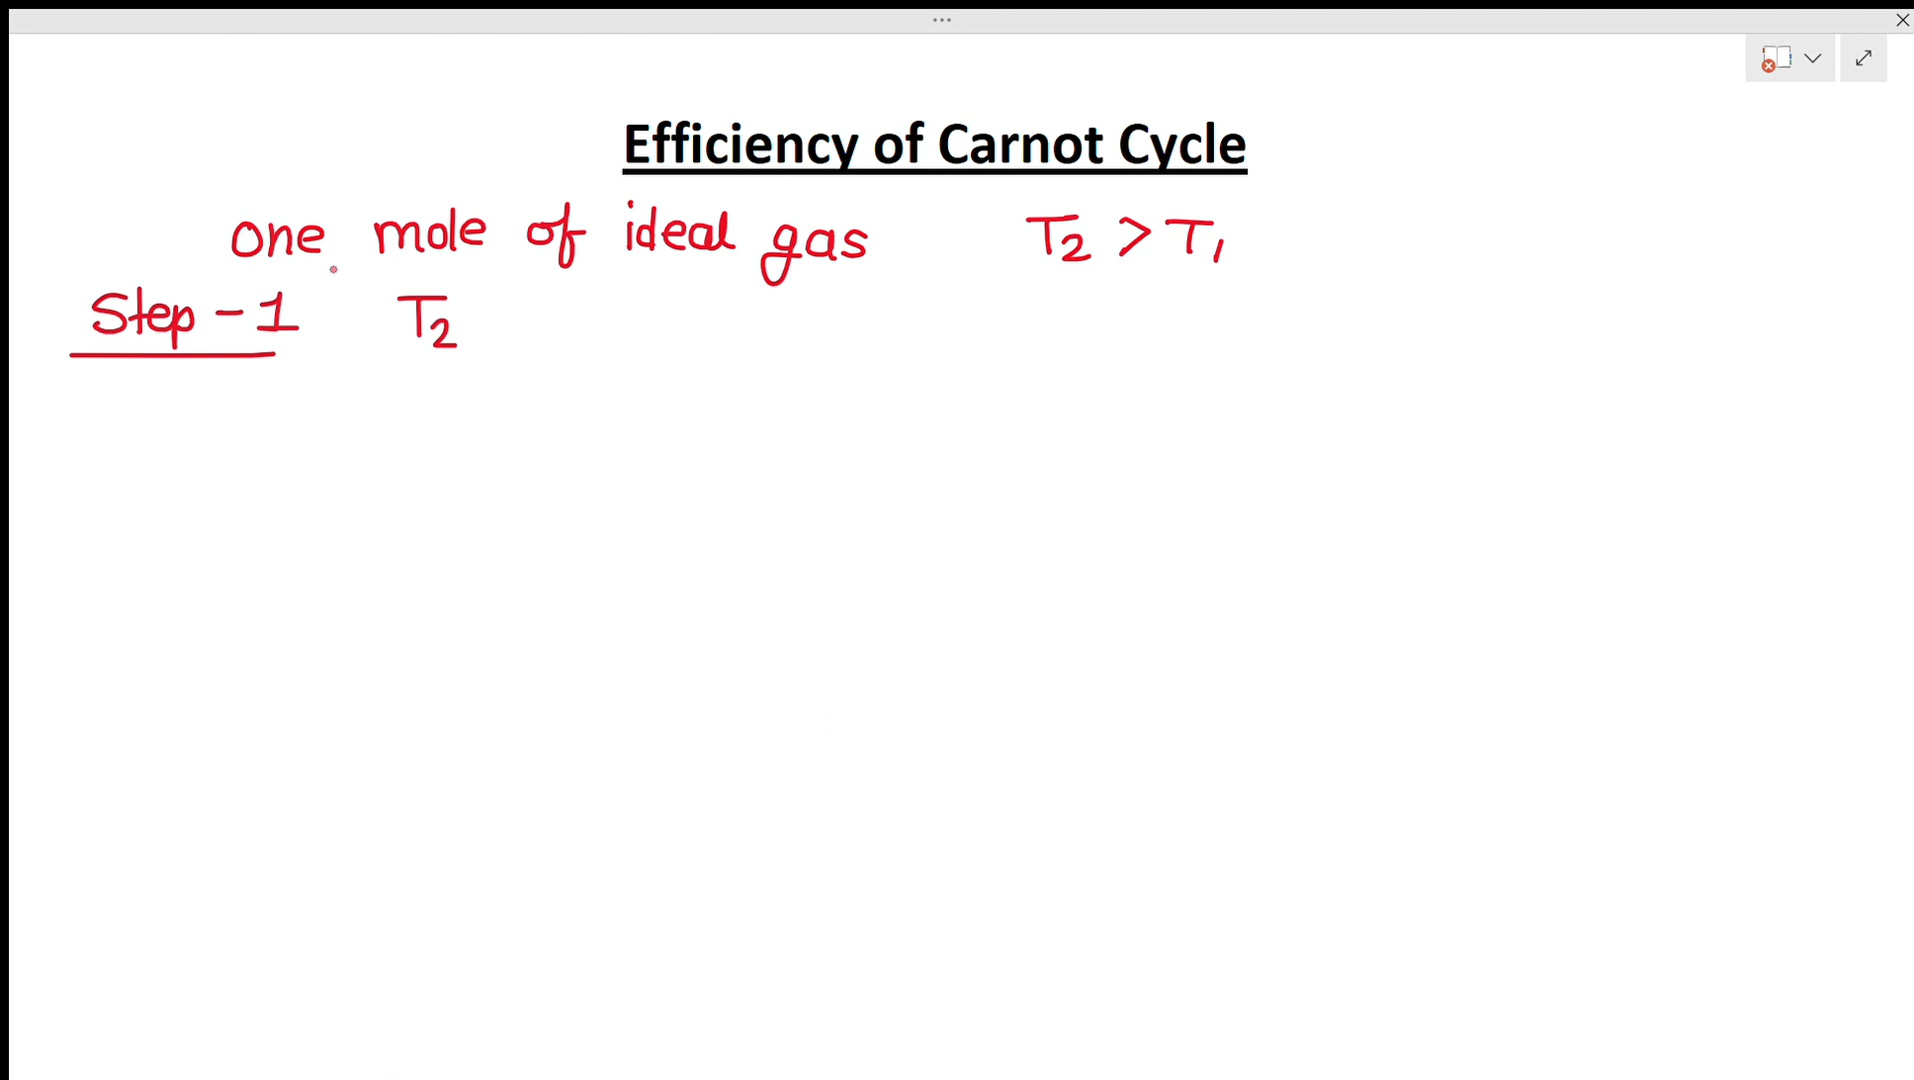 Efficiency of Carnot Cycle
One mole of ideal gas T₂ > T₁
Step - 1 T₂